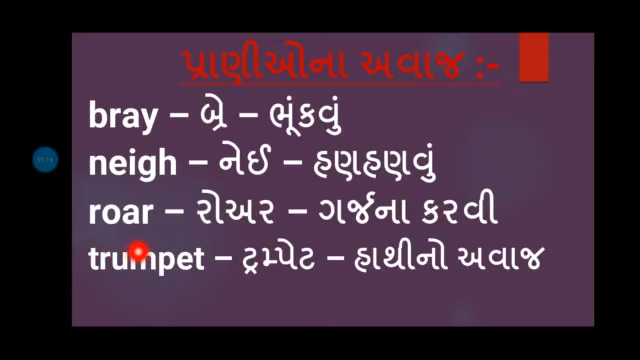 પ્રાણીઓના અવાજ :-
bray – બ્રે – ભૂંકવું
neigh – નેઈ – હણહણવું
roar – રોઅર – ગર્જના કરવી
trumpet – ટ્રમ્પેટ – હાથીનો અવાજ